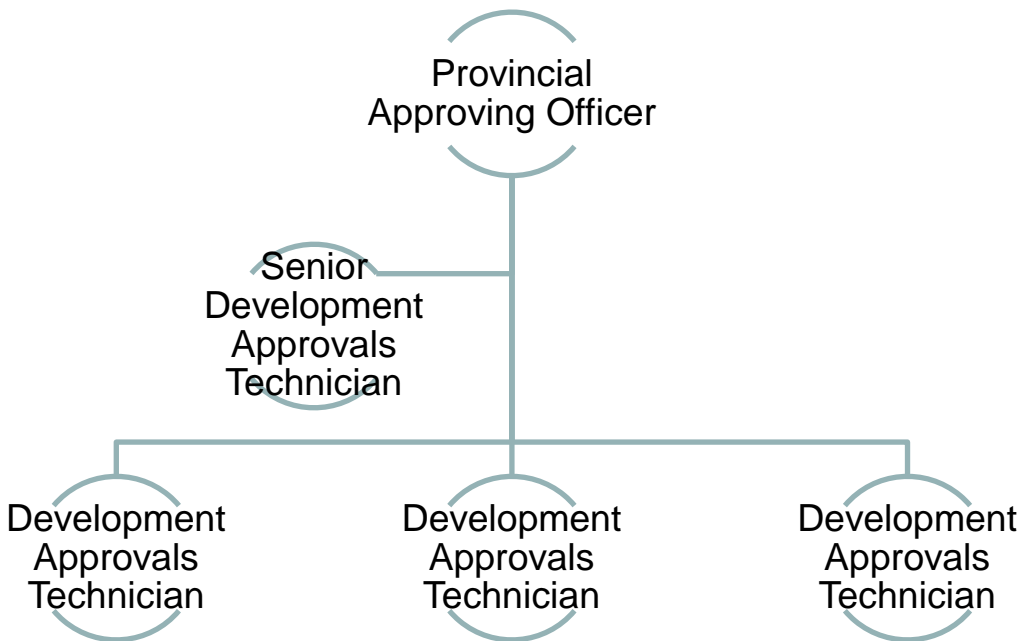 Provincial
Approving Officer
Senior
Development
Approvals
Technician
Development
Approvals
Technician
Development
Approvals
Technician
Development
Approvals
Technician